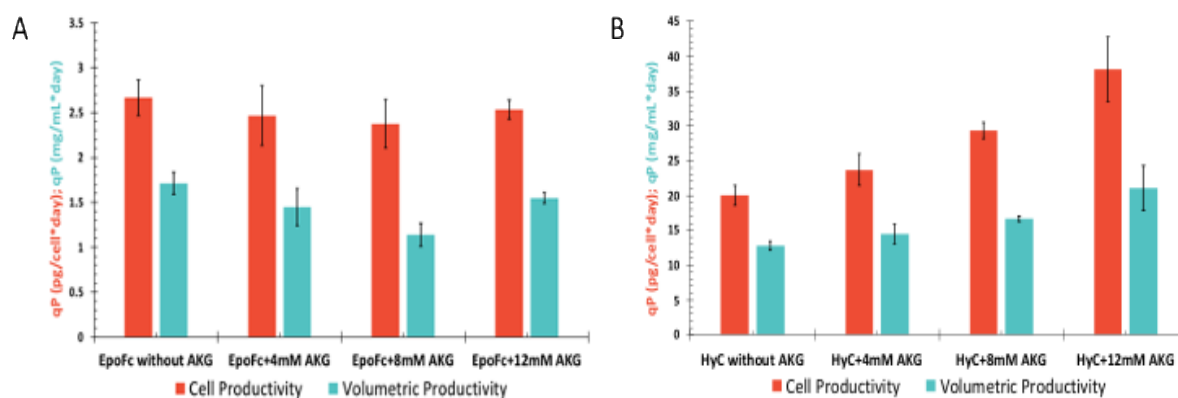 A
qP (pg/cell*day); qP (mg/mL*day)
3.5
3
2.5
2
1.5
1
0.5
0
EpoFc without AKG EpoFc+4mM AKG EpoFc+8mM AKG EpoFc+12mM AKG
Cell Productivity Volumetric Productivity
B
qP (pg/cell*day); qP (mg/mL*day)
45
40
35
30
25
20
15
10
5
0
HyC without AKG HyC+4mM AKG HyC+8mM AKG HyC+12mM AKG
Cell Productivity Volumetric Productivity